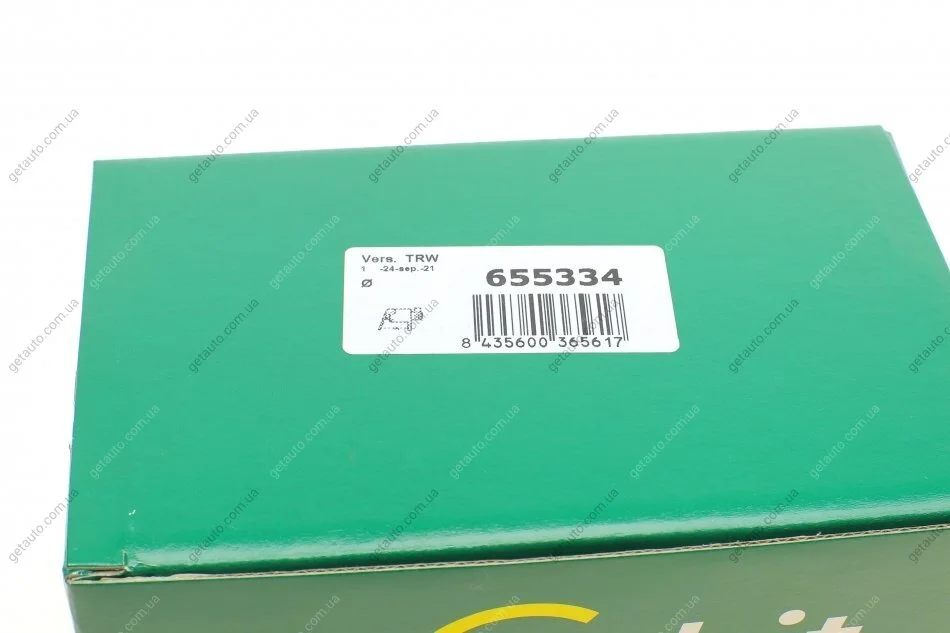 Vers. TRW
1 -24-sep.-21
Ø
655334
8 435600 365617
getauto.com.ua